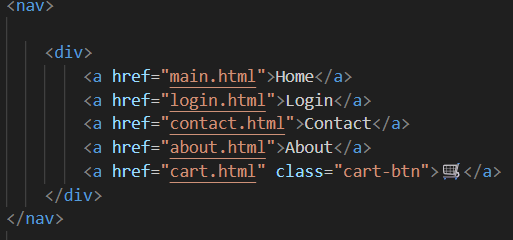 <nav>
<div>
<a href="main.html">Home</a>
<a href="login.html">Login</a>
<a href="contact.html">Contact</a>
<a href="about.html">About</a>
<a href="cart.html" class="cart-btn">🛒</a>
</div>
</nav>